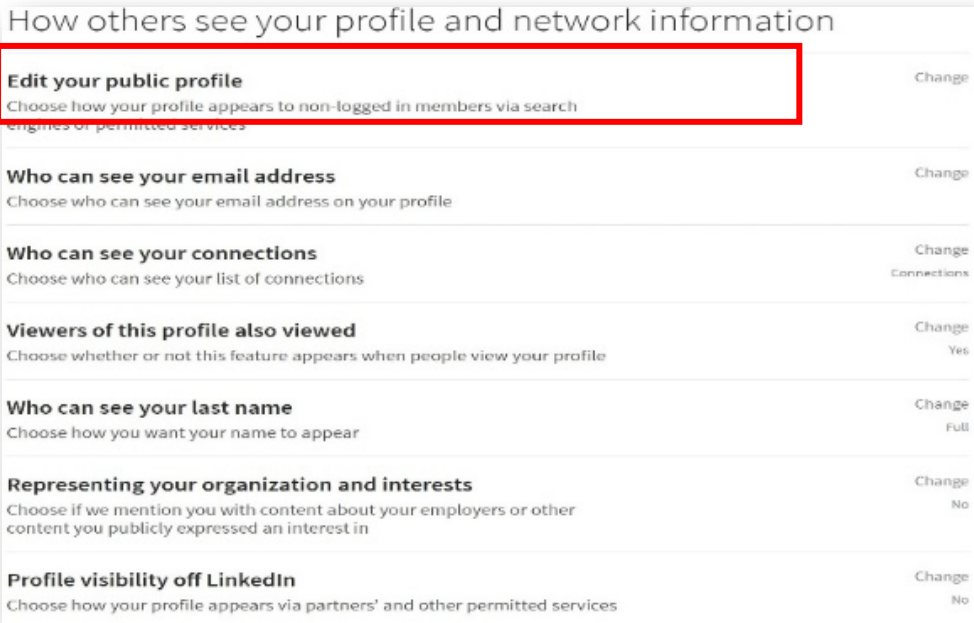 How others see your profile and network information
Edit your public profile
Change
Choose how your profile appears to non-logged in members via search
engines or permitted services
Who can see your email address
Change
Choose who can see your email address on your profile
Who can see your connections
Change
Choose who can see your list of connections
Connections
Viewers of this profile also viewed
Change
Choose whether or not this feature appears when people view your profile
Yes
Who can see your last name
Change
Choose how you want your name to appear
Full
Representing your organization and interests
Change
Choose if we mention you with content about your employers or other
No
content you publicly expressed an interest in
Profile visibility off LinkedIn
Change
Choose how your profile appears via partners' and other permitted services
No